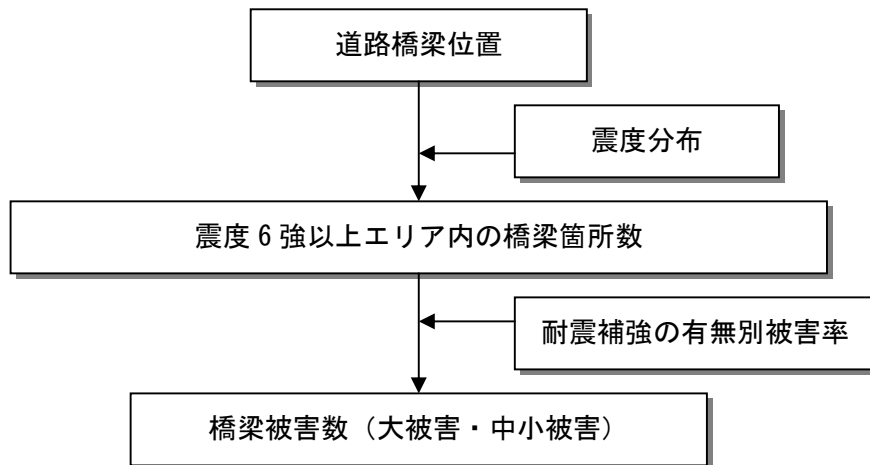 道路橋梁位置
震度分布
震度６強以上エリア内の橋梁箇所数
耐震補強の有無別被害率
橋梁被害数（大被害・中小被害）